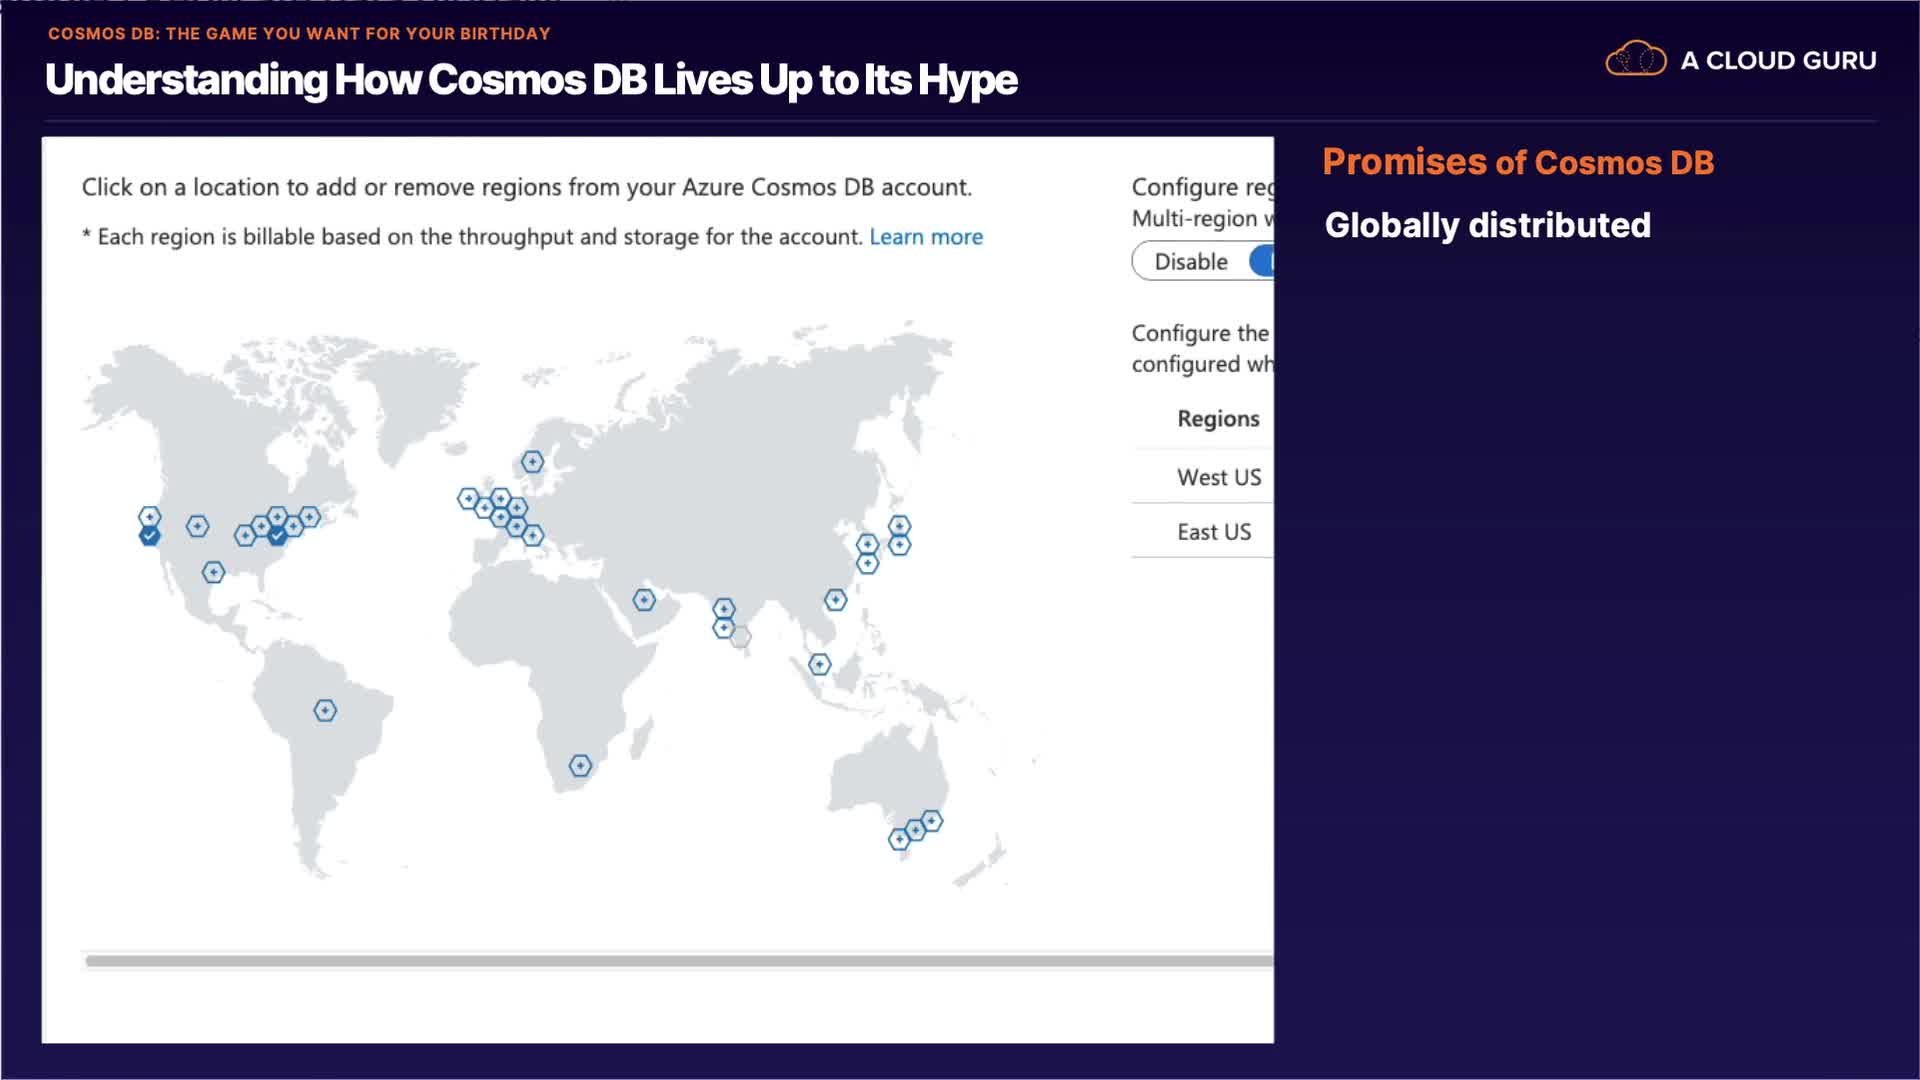 COSMOS DB: THE GAME YOU WANT FOR YOUR BIRTHDAY
Understanding How Cosmos DB Lives Up to Its Hype
A CLOUD GURU
Click on a location to add or remove regions from your Azure Cosmos DB account.
* Each region is billable based on the throughput and storage for the account. Learn more
Configure reg
Multi-region w
Disable
Configure the
configured wh
Regions
West US
East US
Promises of Cosmos DB
Globally distributed